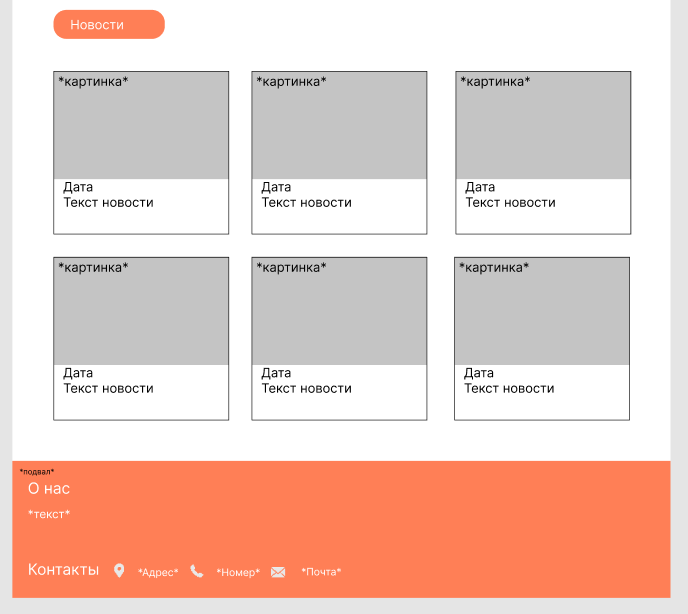 Новости
*картинка* *картинка* *картинка*
Дата Дата Дата
Текст новости Текст новости Текст новости
*картинка* *картинка* *картинка*
Дата Дата Дата
Текст новости Текст новости Текст новости
*подвал*
О нас
*текст*
Контакты *Адрес* *Номер* *Почта*